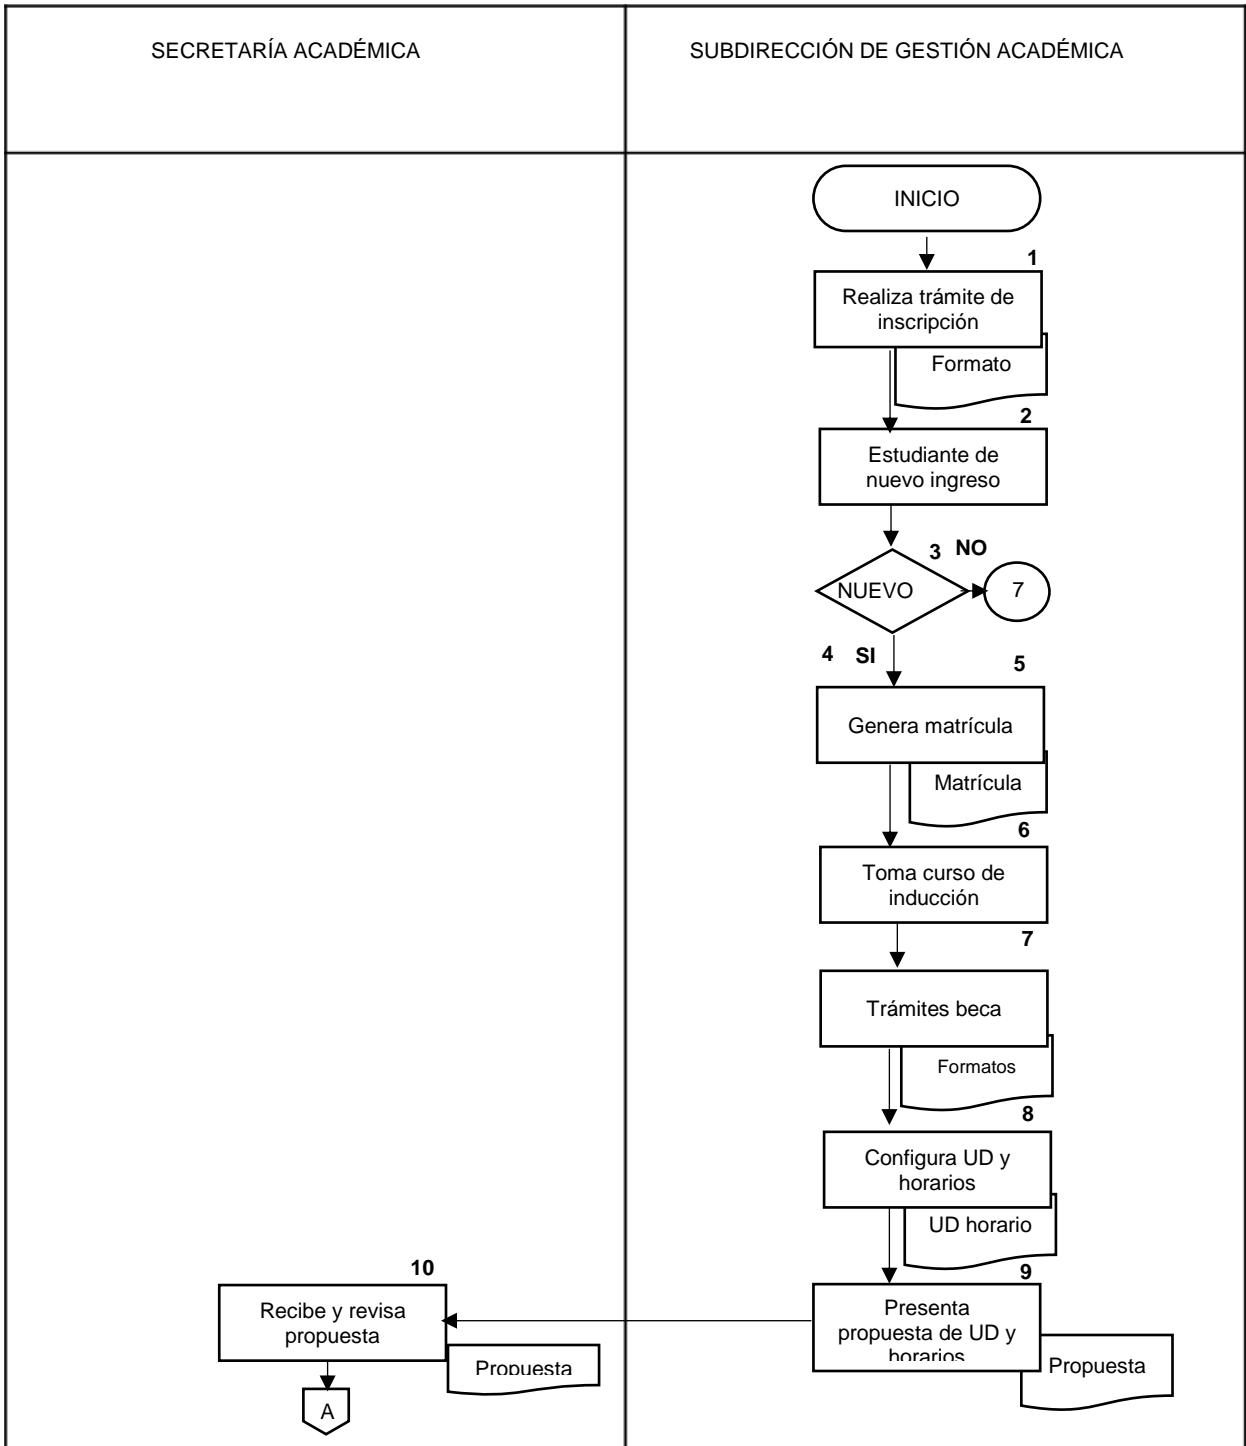 SECRETARÍA ACADÉMICA
SUBDIRECCIÓN DE GESTIÓN ACADÉMICA
INICIO
1
Realiza trámite de
inscripción
Formato
2
Estudiante de
nuevo ingreso
3 NO
NUEVO
7
4 SI
5
Genera matrícula
Matrícula
6
Toma curso de
inducción
7
Trámites beca
Formatos
8
Configura UD y
horarios
UD horario
9
Presenta
propuesta de UD y
horarios
Propuesta
10
Recibe y revisa
propuesta
Propuesta
A